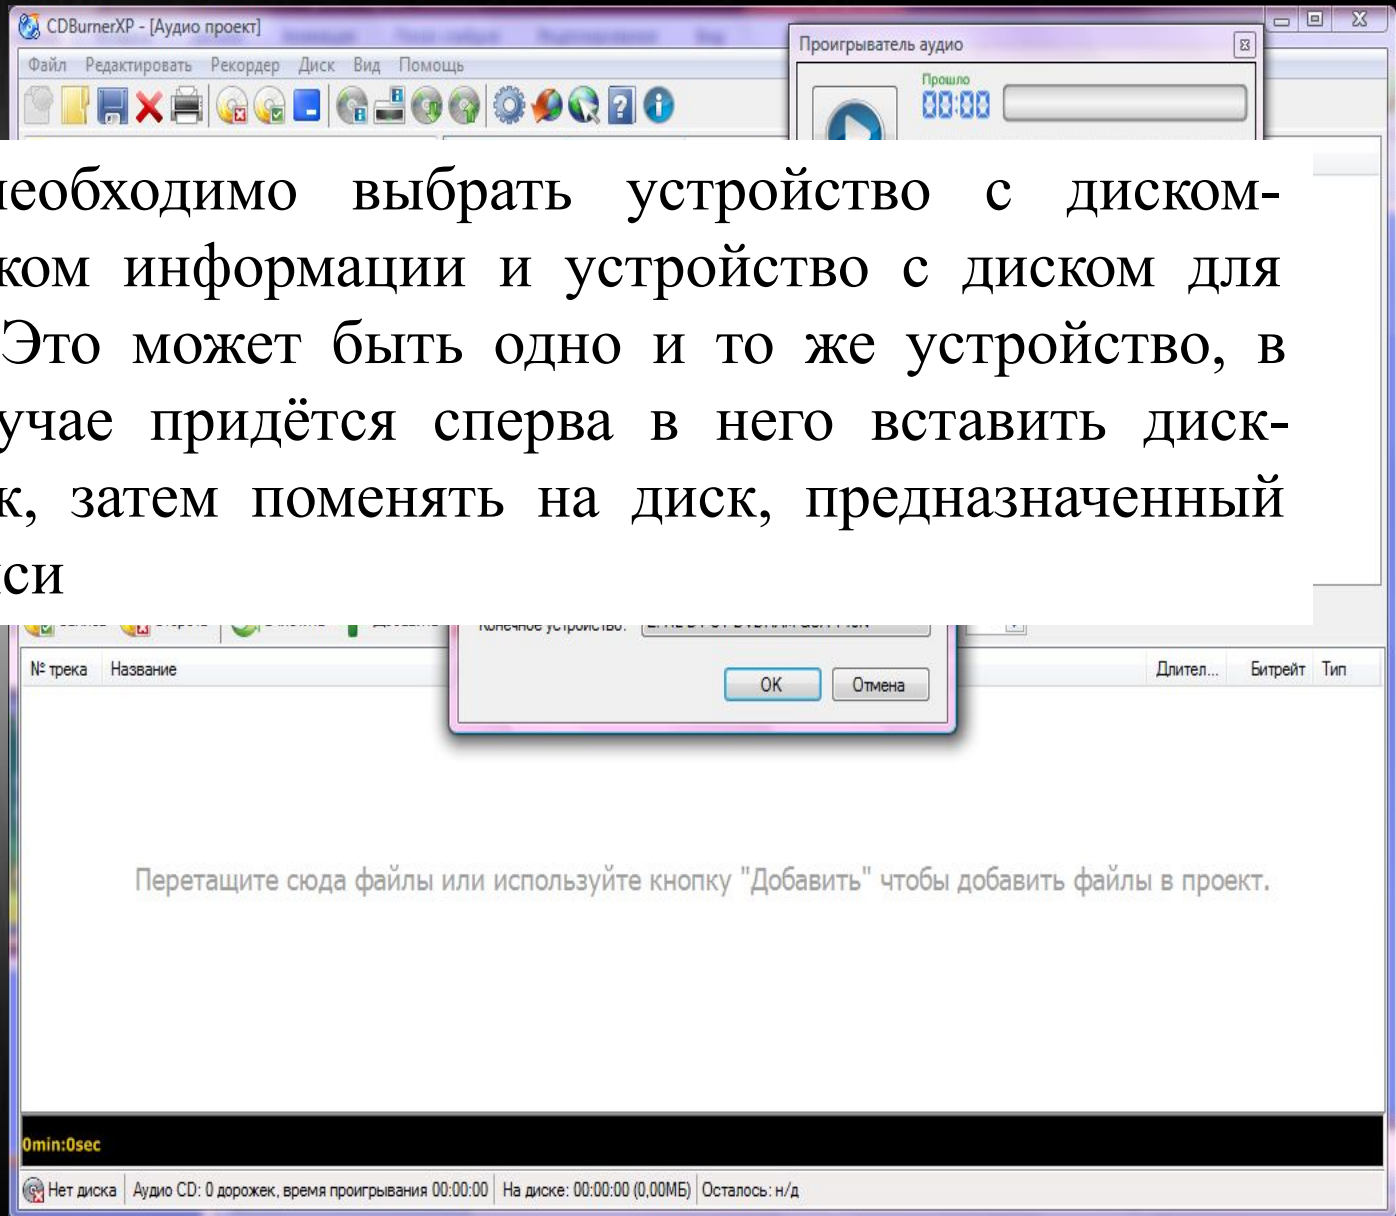 CDBurnerXP - [Аудио проект]
Проигрыватель аудио
Файл Редактировать Рекордер Диск Вид Помощь
Прошло
00:00
необходимо выбрать устройство с диском-
ком информации и устройство с диском для
Это может быть одно и то же устройство, в
учае придётся сперва в него вставить диск-
к, затем поменять на диск, предназначенный
си
Конечное устройство:
№ трека Название Длител... Битрейт Тип
OK Отмена
Перетащите сюда файлы или используйте кнопку "Добавить" чтобы добавить файлы в проект.
0min:0sec
Нет диска Аудио CD: 0 дорожек, время проигрывания 00:00:00 На диске: 00:00:00 (0,00МБ) Осталось: н/д